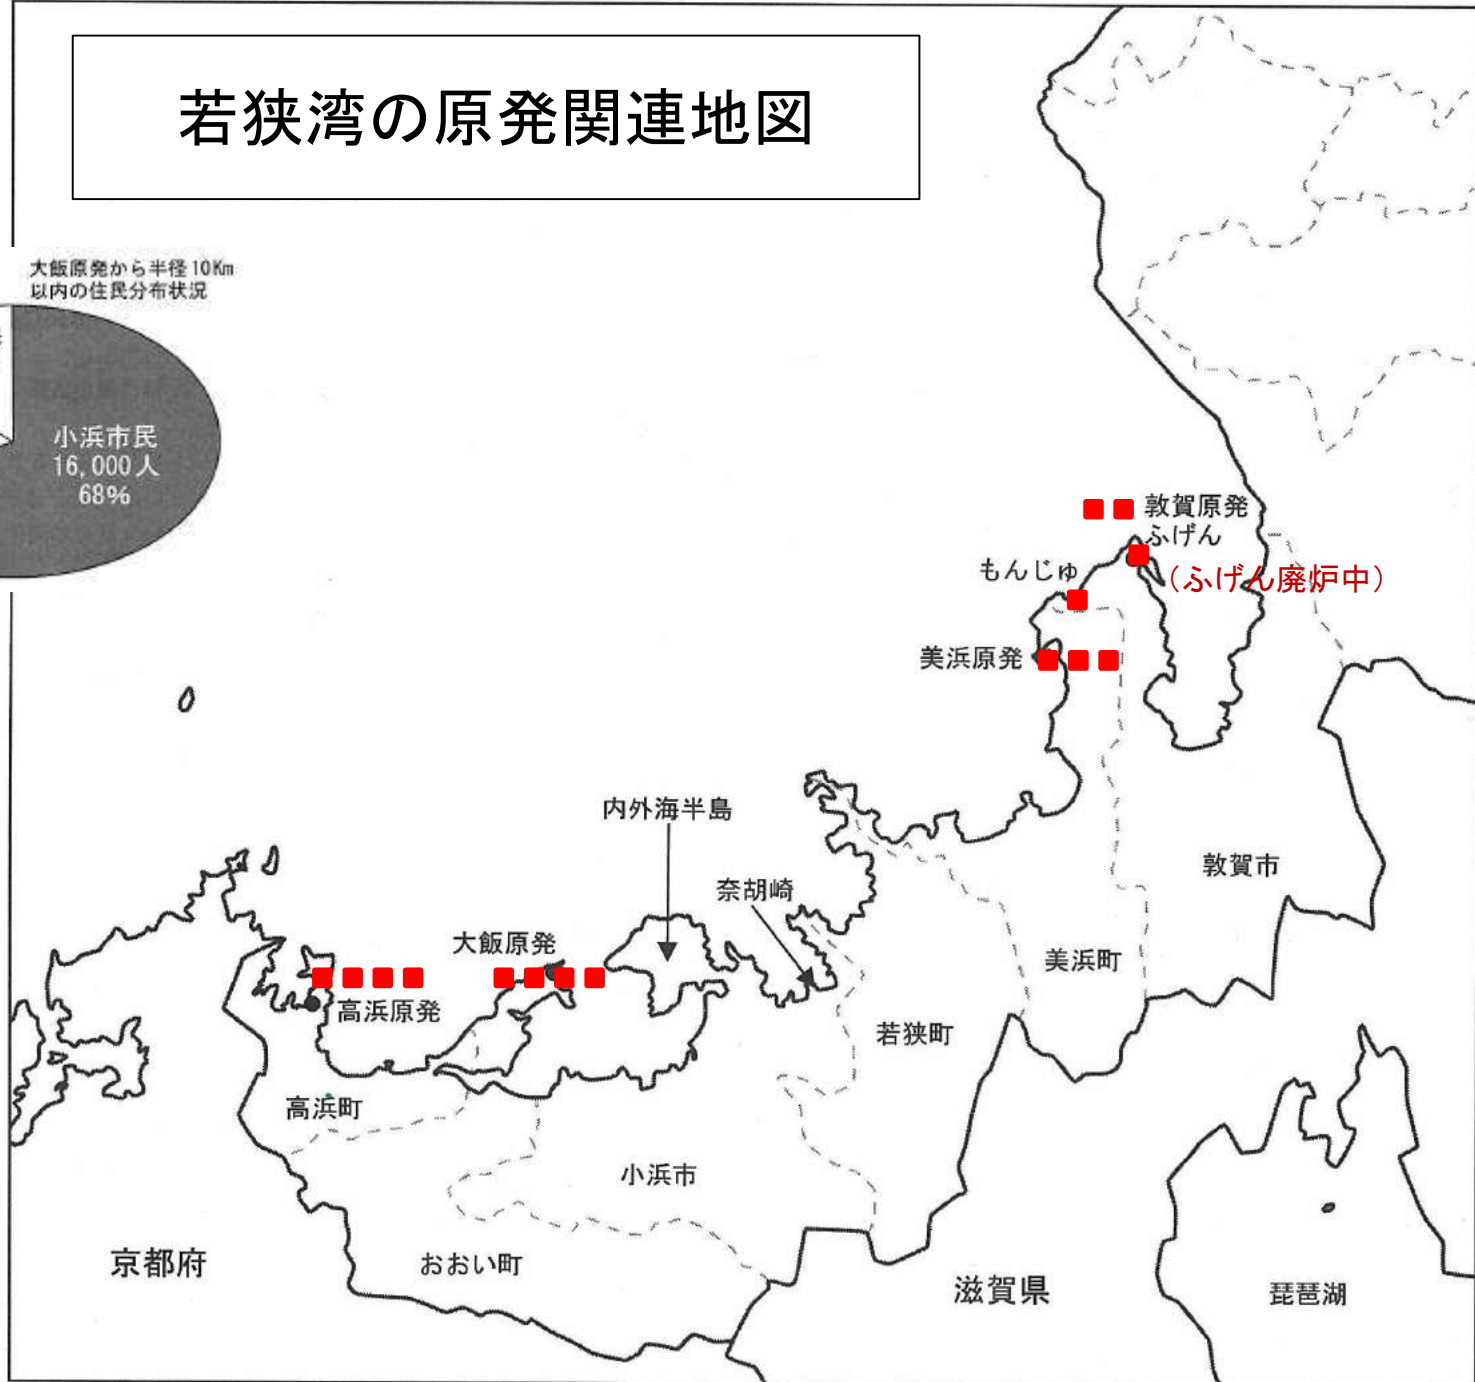 若狭湾の原発関連地図
大飯原発から半径10Km
以内の住民分布状況
小浜市民
16,000人
68%
敦賀原発
ふげん
もんじゅ
(ふげん廃炉中)
美浜原発
内外海半島
敦賀市
奈胡崎
大飯原発
美浜町
高浜原発
若狭町
高浜町
小浜市
京都府
おおい町
滋賀県
琵琶湖